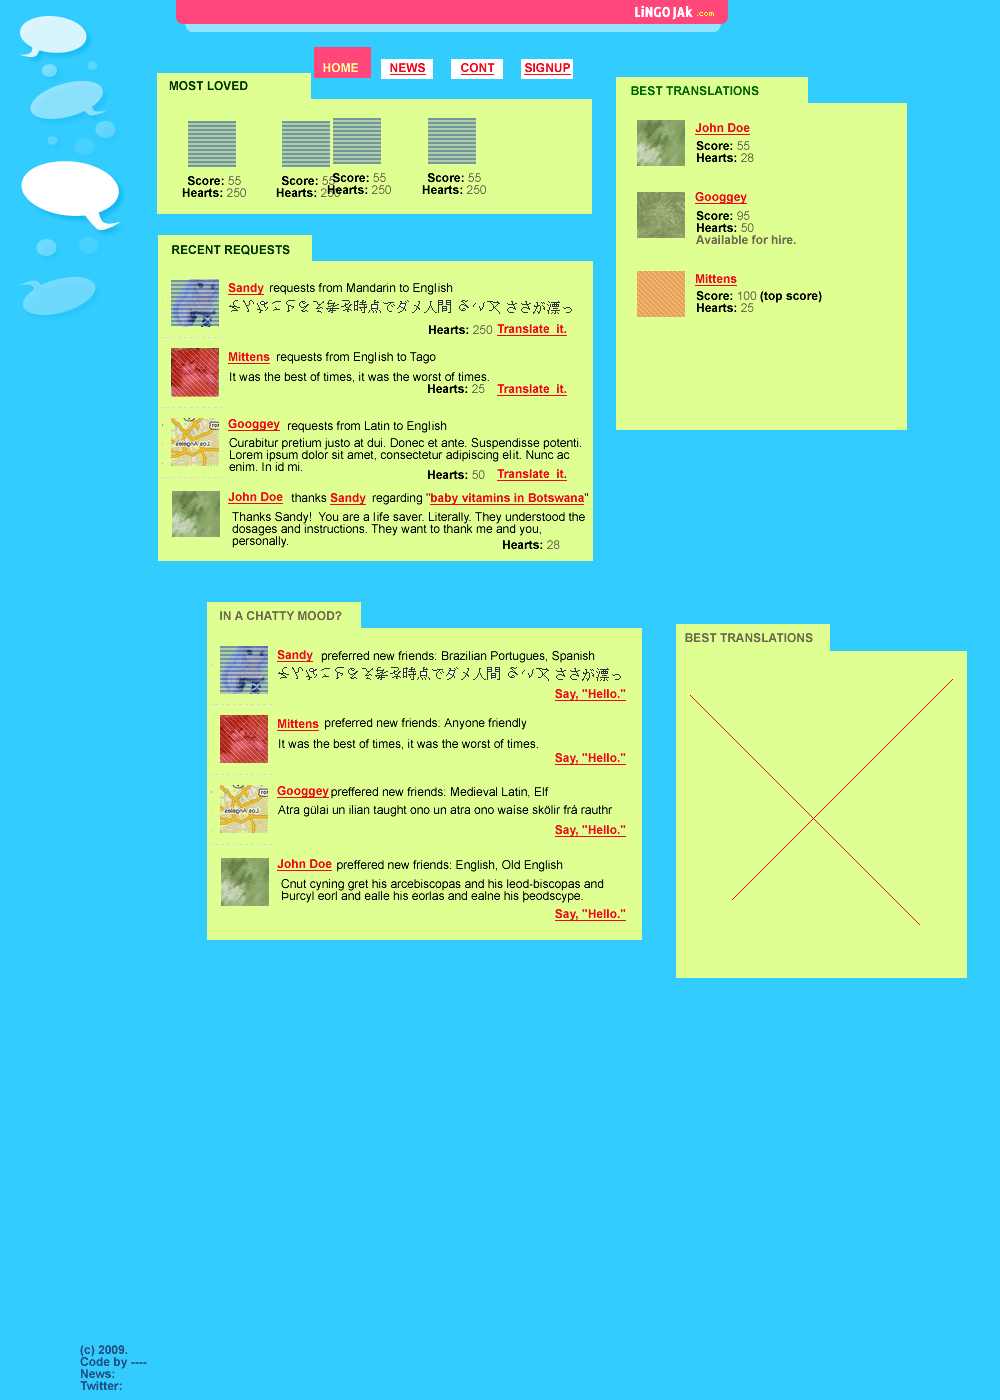 LiNGO JAk .com
HOME NEWS CONT SIGNUP
MOST LOVED
Score: 55
Hearts: 250
Score: 55
Hearts: 250
Score: 55
Hearts: 250
Score: 55
Hearts: 250
BEST TRANSLATIONS
John Doe
Score: 55
Hearts: 28
Googgey
Score: 95
Hearts: 50
Available for hire.
Mittens
Score: 100 (top score)
Hearts: 25
RECENT REQUESTS
Sandy requests from Mandarin to English
時点でダメ人間
ささが漂っ
Hearts: 250 Translate it.
Mittens requests from English to Tago
It was the best of times, it was the worst of times.
Hearts: 25 Translate it.
Googgey requests from Latin to English
Curabitur pretium justo at dui. Donec et ante. Suspendisse potenti.
Lorem ipsum dolor sit amet, consectetur adipiscing elit. Nunc ac
enim. In id mi.
Hearts: 50 Translate it.
John Doe thanks Sandy regarding "baby vitamins in Botswana"
Thanks Sandy! You are a life saver. Literally. They understood the
dosages and instructions. They want to thank me and you,
personally.
Hearts: 28
IN A CHATTY MOOD?
Sandy preferred new friends: Brazilian Portugues, Spanish
時点でダメ人間
ささが漂っ
Say, "Hello."
Mittens preferred new friends: Anyone friendly
It was the best of times, it was the worst of times.
Say, "Hello."
Googgey preffered new friends: Medieval Latin, Elf
Atra gülai un ilian taught ono un atra ono waíse skölir frá rauthr
Say, "Hello."
John Doe preffered new friends: English, Old English
Cnut cyning gret his arcebiscopas and his leod-biscopas and
Þurcyl eorl and ealle his eorlas and ealne his þeodscype.
Say, "Hello."
BEST TRANSLATIONS
(c) 2009.
Code by ----
News:
Twitter: